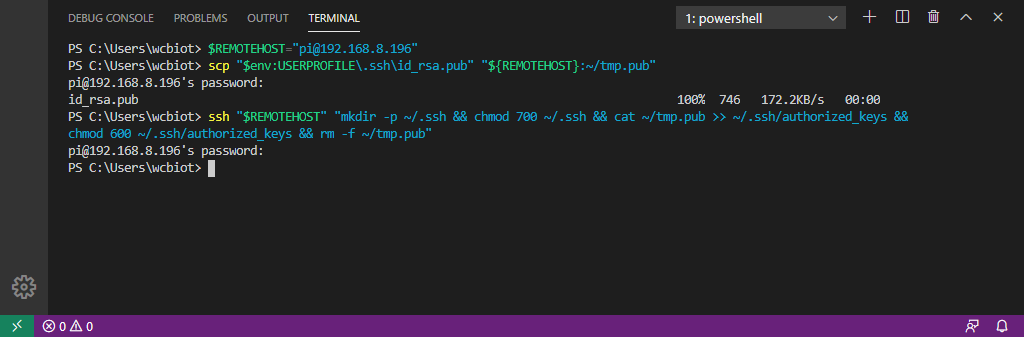 DEBUG CONSOLE PROBLEMS OUTPUT TERMINAL 1: powershell
PS C:\Users\wcbiot> $REMOTEHOST="pi@192.168.8.196"
PS C:\Users\wcbiot> scp "$env:USERPROFILE\.ssh\id_rsa.pub" "${REMOTEHOST}:~/tmp.pub"
pi@192.168.8.196's password:
id_rsa.pub 100% 746 172.2KB/s 00:00
PS C:\Users\wcbiot> ssh "$REMOTEHOST" "mkdir -p ~/.ssh && chmod 700 ~/.ssh && cat ~/tmp.pub >> ~/.ssh/authorized_keys &&
chmod 600 ~/.ssh/authorized_keys && rm -f ~/tmp.pub"
pi@192.168.8.196's password:
PS C:\Users\wcbiot>
0 0